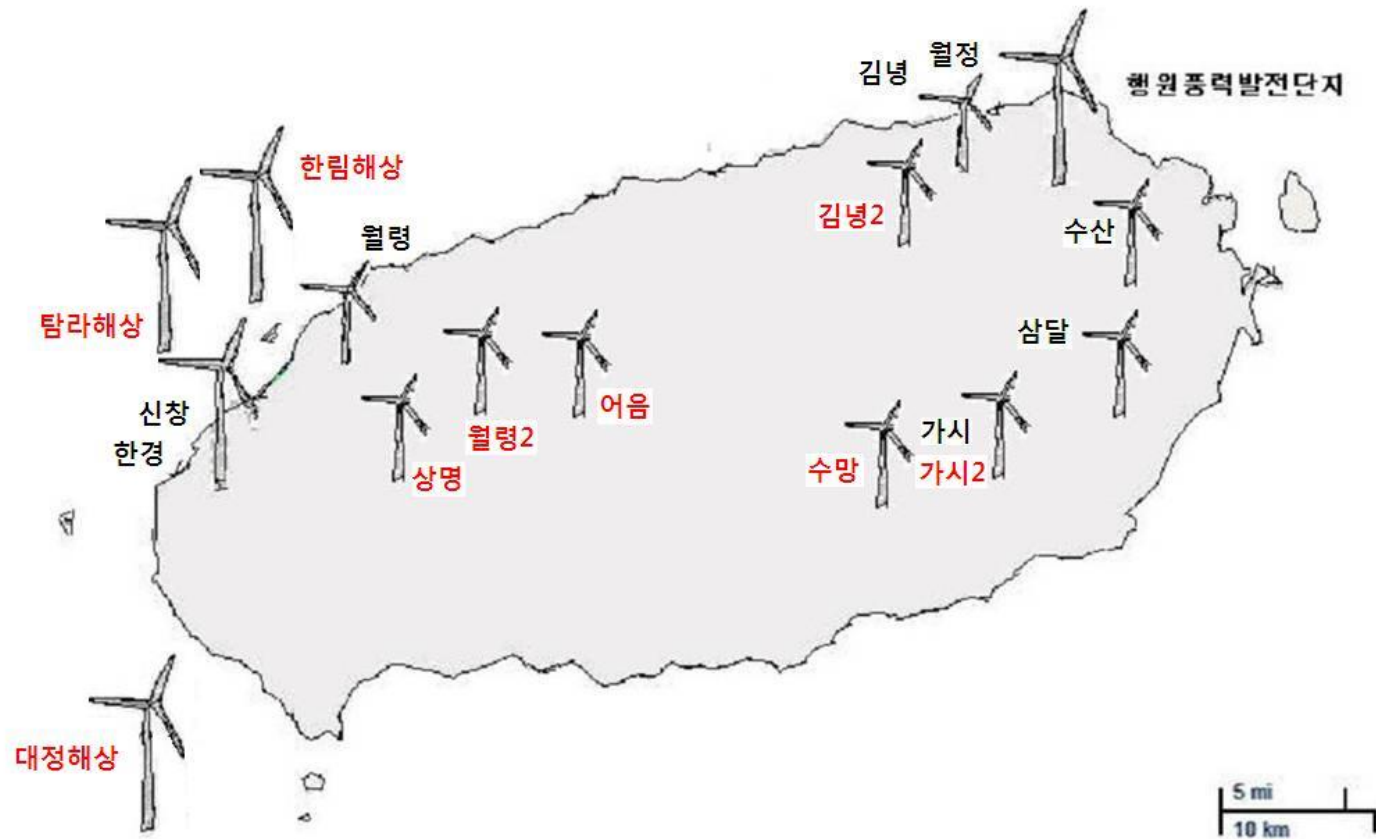 월정
김녕
행원풍력발전단지
한림해상
김녕2
수산
월령
탐라해상
삼달
신창
어음
월령2
한경
상명
가시
수망
가시2
대정해상
5 mi
10 km